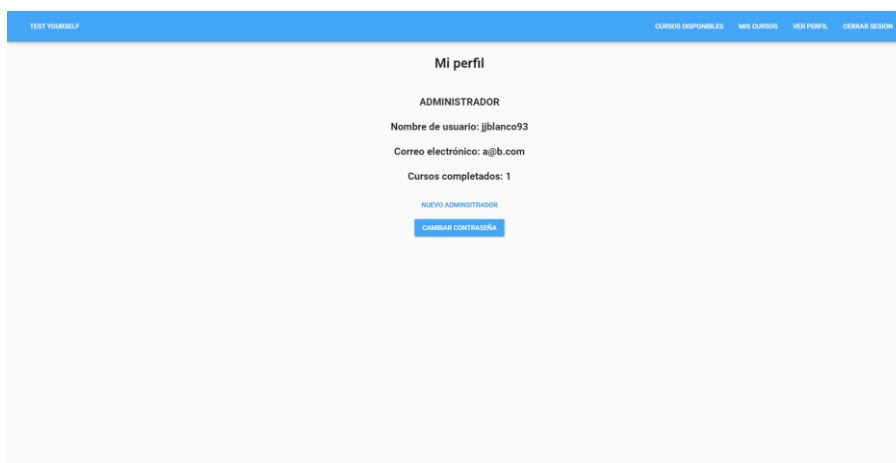 TEST YOURSELF
CURSOS DISPONIBLES MIS CURSOS VER PERFIL CERRAR SESION
Mi perfil
ADMINISTRADOR
Nombre de usuario: jjblanco93
Correo electrónico: a@b.com
Cursos completados: 1
NUEVO ADMINSITRADOR
CAMBIAR CONTRASEÑA